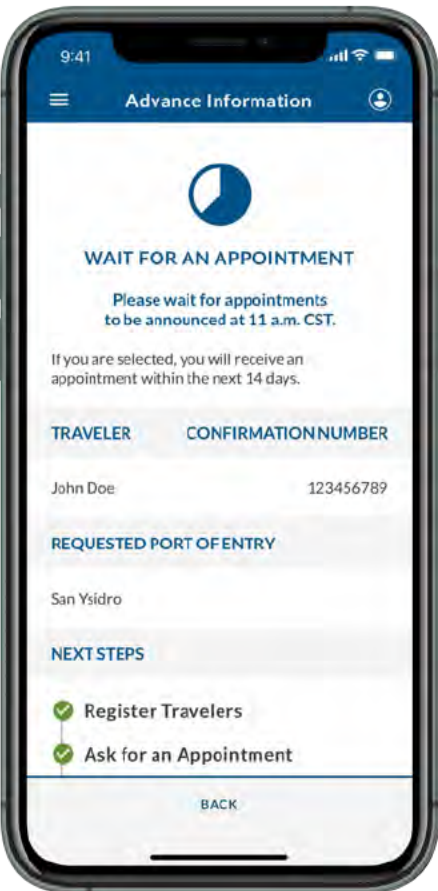 9:41
Advance Information
WAIT FOR AN APPOINTMENT
Please wait for appointments
to be announced at 11 a.m. CST.
If you are selected, you will receive an
appointment within the next 14 days.
TRAVELER CONFIRMATION NUMBER
John Doe 123456789
REQUESTED PORT OF ENTRY
San Ysidro
NEXT STEPS
Register Travelers
Ask for an Appointment
BACK